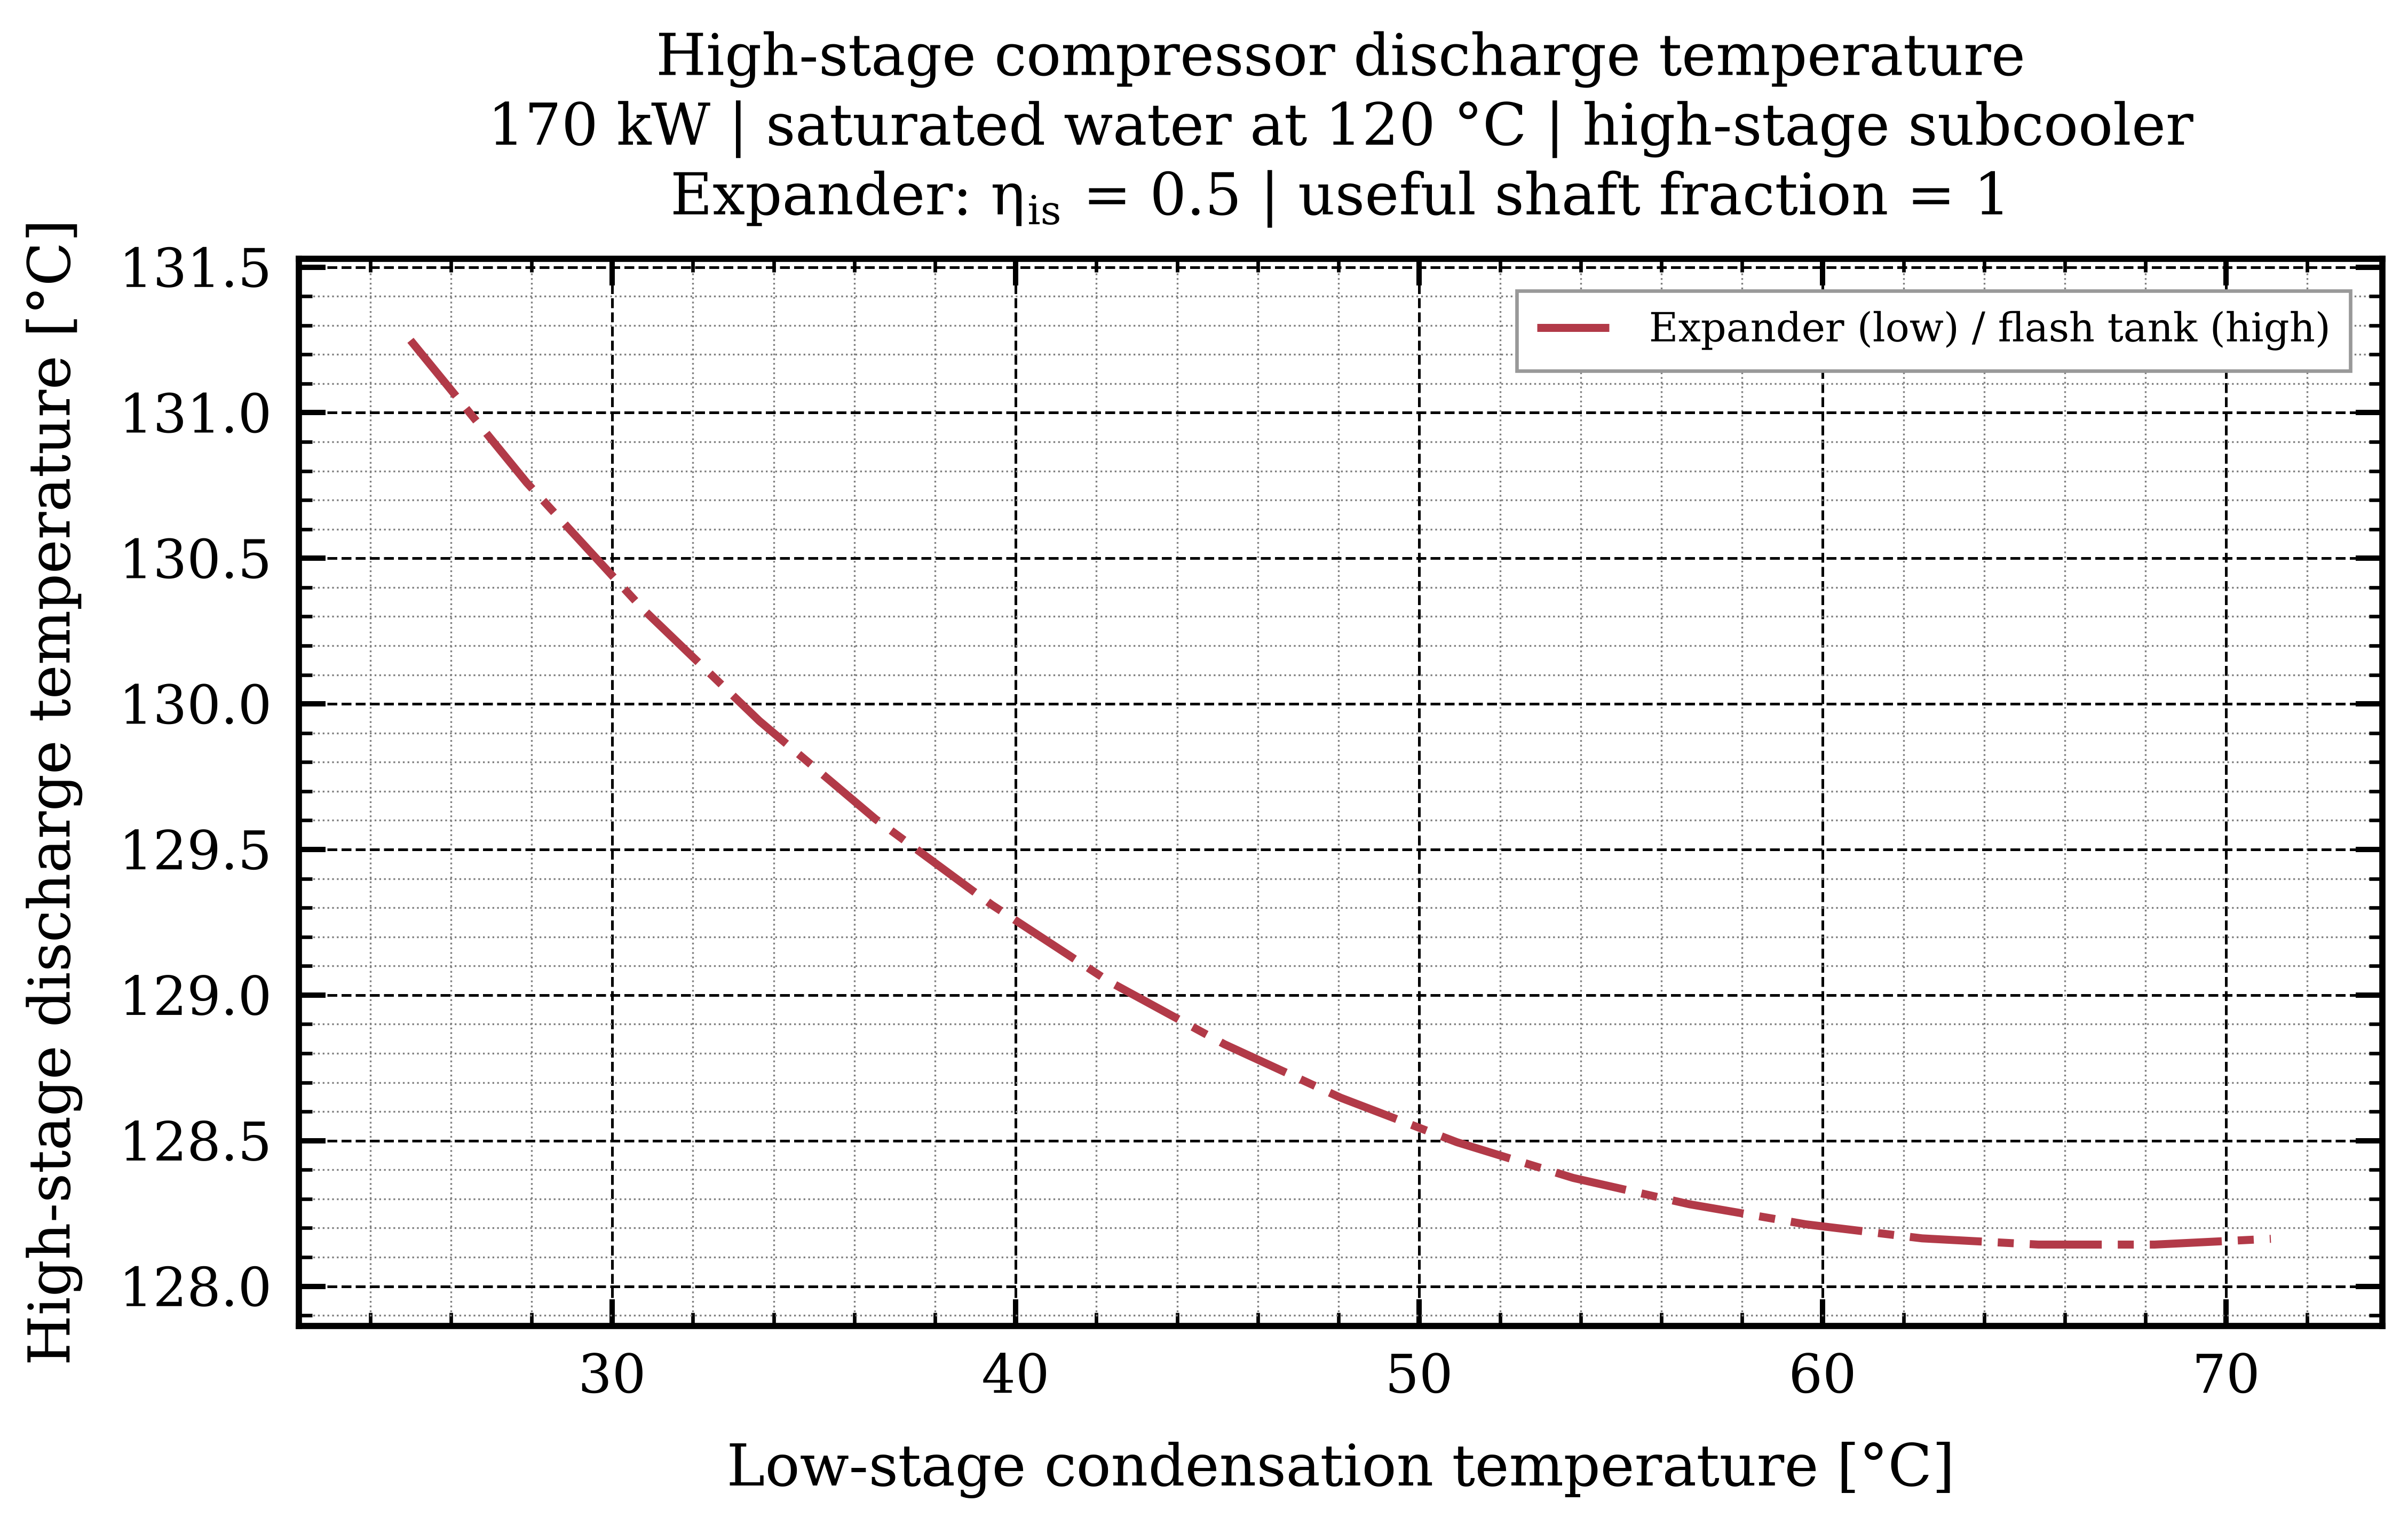 High-stage compressor discharge temperature
170 kW | saturated water at 120 °C | high-stage subcooler
Expander: ηis = 0.5 | useful shaft fraction = 1
High-stage discharge temperature [°C]
131.5
131.0
130.5
130.0
129.5
129.0
128.5
128.0
Expander (low) / flash tank (high)
30 40 50 60 70
Low-stage condensation temperature [°C]